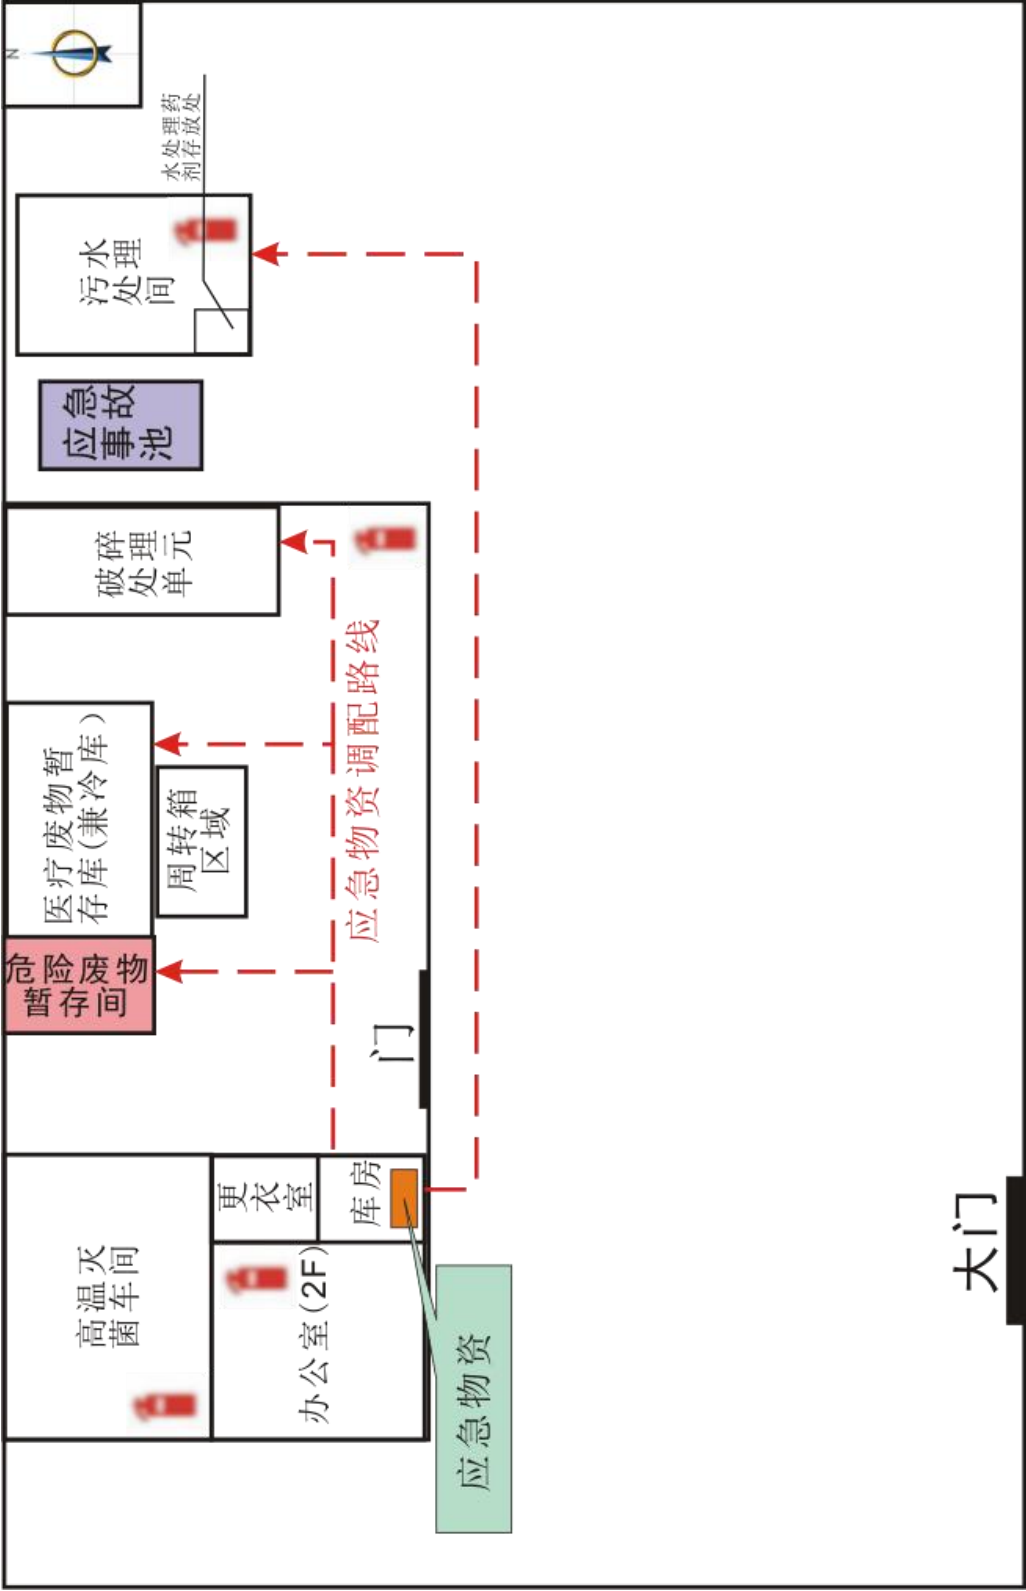 高温灭
菌车间
危险废物
暂存间
医疗废物暂
存库(兼冷库)
周转箱
区域
破碎
处理
单元
应急
事故
池
污水
处理
间
水处理药
剂存放处
N
办公室(2F)
更
衣
室
库房
门
应急物资调配路线
应急物资
大门